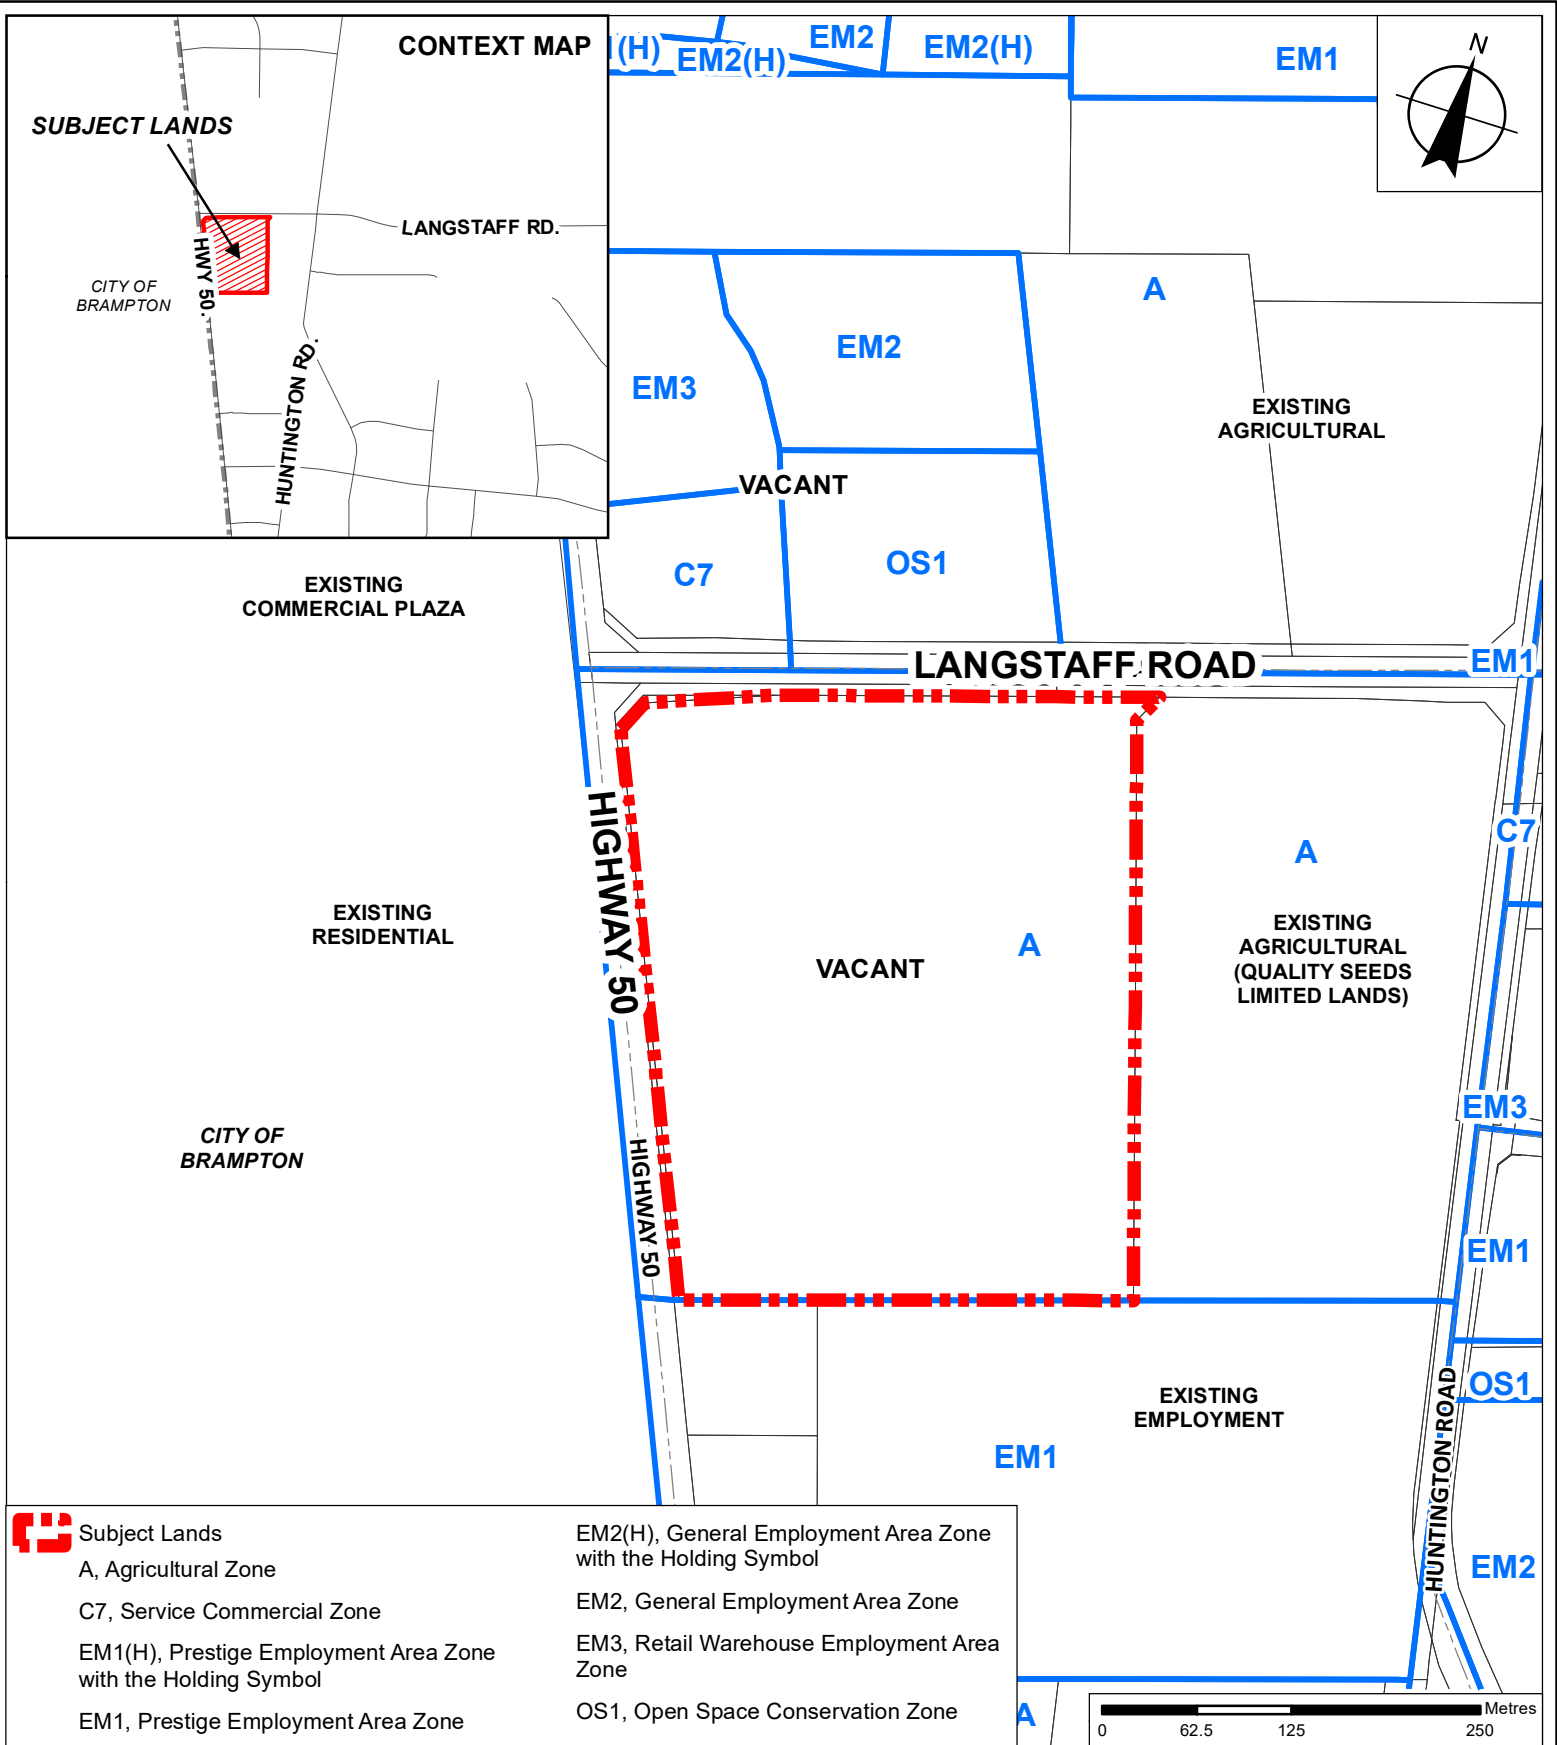 CONTEXT MAP
SUBJECT LANDS
LANGSTAFF RD.
HWY 50.
CITY OF
BRAMPTON
HUNTINGTON RD.
(H)
EM2(H)
EM2
EM2(H)
EM1
N
A
EM2
EM3
EXISTING
AGRICULTURAL
VACANT
OS1
C7
EXISTING
COMMERCIAL PLAZA
LANGSTAFF ROAD
EM1
HIGHWAY 50
C7
A
EXISTING
RESIDENTIAL
VACANT
A
EXISTING
AGRICULTURAL
(QUALITY SEEDS
LIMITED LANDS)
EM3
CITY OF
BRAMPTON
HIGHWAY 50
EM1
OS1
EXISTING
EMPLOYMENT
EM1
HUNTINGTON ROAD
EM2
A
Subject Lands
A, Agricultural Zone
C7, Service Commercial Zone
EM1(H), Prestige Employment Area Zone
with the Holding Symbol
EM1, Prestige Employment Area Zone
EM2(H), General Employment Area Zone
with the Holding Symbol
EM2, General Employment Area Zone
EM3, Retail Warehouse Employment Area
Zone
OS1, Open Space Conservation Zone
Metres
0 62.5 125 250